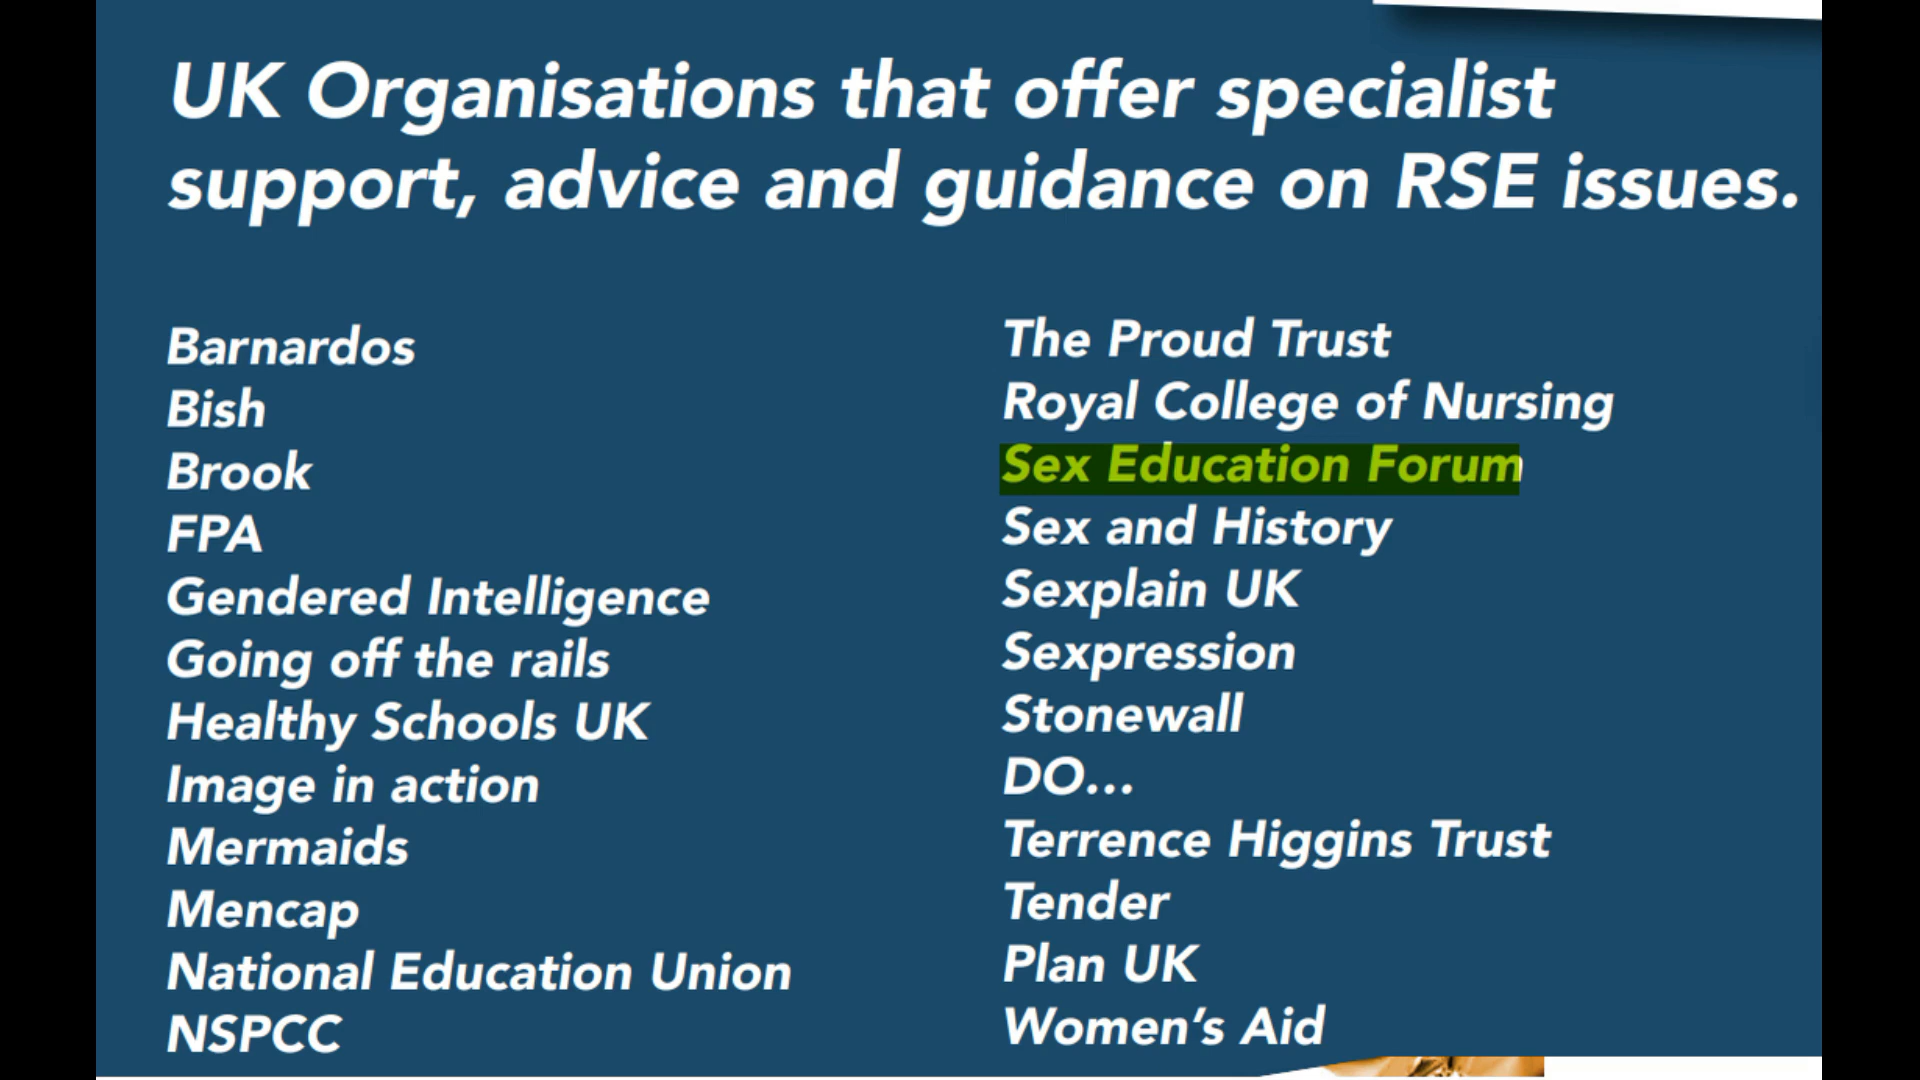 UK Organisations that offer specialist
support, advice and guidance on RSE issues.
Barnardos
Bish
Brook
FPA
Gendered Intelligence
Going off the rails
Healthy Schools UK
Image in action
Mermaids
Mencap
National Education Union
NSPCC
The Proud Trust
Royal College of Nursing
Sex Education Forum
Sex and History
Sexplain UK
Sexpression
Stonewall
DO...
Terrence Higgins Trust
Tender
Plan UK
Women’s Aid